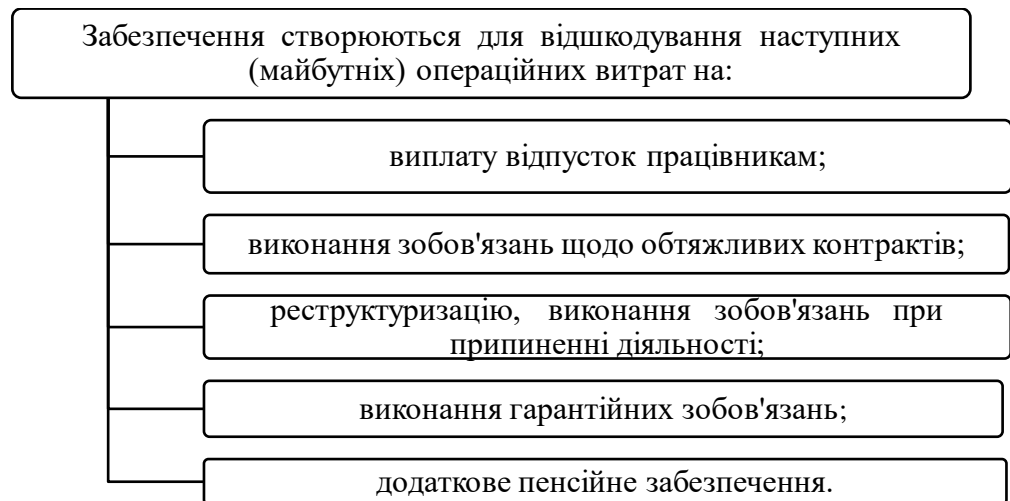 Забезпечення створюються для відшкодування наступних
(майбутніх) операційних витрат на:
виплату відпусток працівникам;
виконання зобов'язань щодо обтяжливих контрактів;
реструктуризацію, виконання зобов'язань при
припиненні діяльності;
виконання гарантійних зобов'язань;
додаткове пенсійне забезпечення.